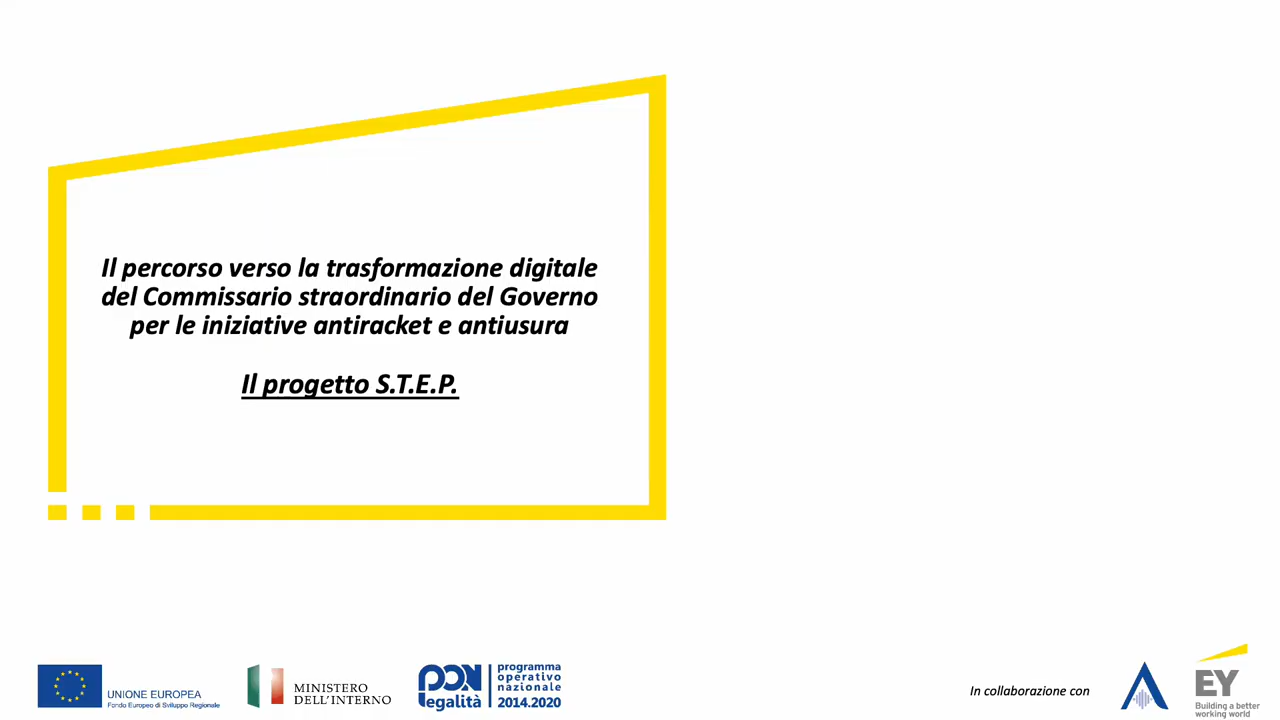 Il percorso verso la trasformazione digitale
del Commissario straordinario del Governo
per le iniziative antiracket e antiusura
Il progetto S.T.E.P.
UNIONE EUROPEA
Fondo Europeo di Sviluppo Regionale
MINISTERO
DELL'INTERNO
PON
legalità
programma
operativo
nazionale
2014.2020
In collaborazione con
EY
Building a better
working world